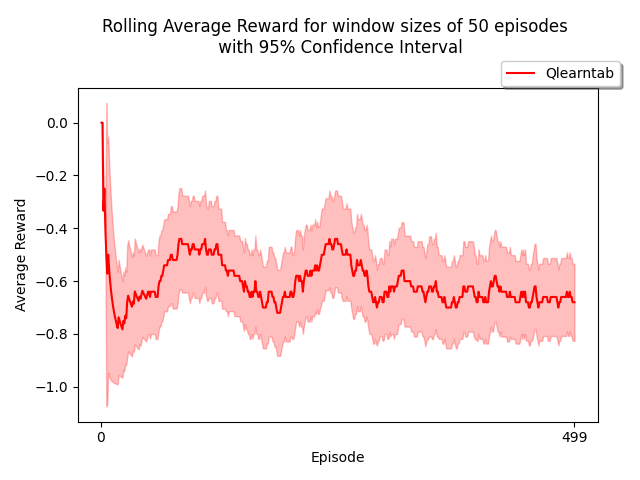 Rolling Average Reward for window sizes of 50 episodes
with 95% Confidence Interval
Qlearntab
0.0
−0.2
−0.4
−0.6
−0.8
−1.0
Average Reward
0
499
Episode